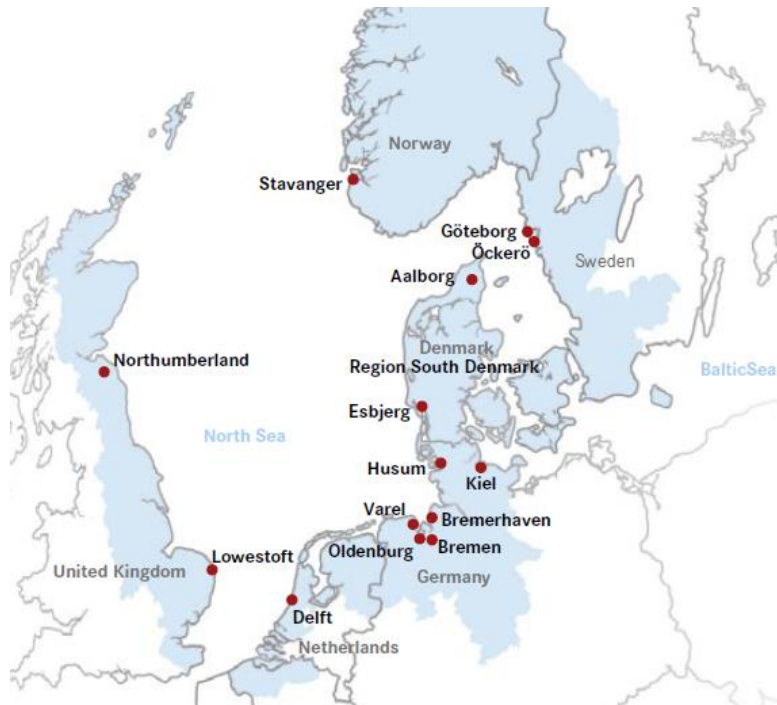 Norway
Stavanger
Göteborg
Öckerö
Sweden
Aalborg
Denmark
Northumberland
Region South Denmark
BalticSea
Esbjerg
North Sea
Husum
Kiel
Varel
Bremerhaven
Oldenburg
Bremen
Lowestoft
United Kingdom
Germany
Delft
Netherlands